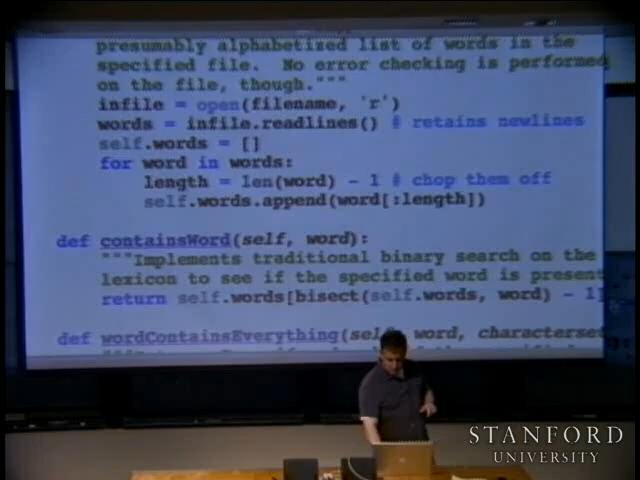 presumably alphabetized list of words in the
specified file. No error checking is performed
on the file, though."""
infile = open(filename, 'r')
words = infile.readlines() # retains newlines
self.words = []
for word in words:
length = len(word) - 1 # chop them off
self.words.append(word[:length])
def containsWord(self, word):
"""Implements traditional binary search on the
lexicon to see if the specified word is present
return self.words[bisect(self.words, word) - 1]
def wordContainsEverything(self, word, characterset
STANFORD
UNIVERSITY